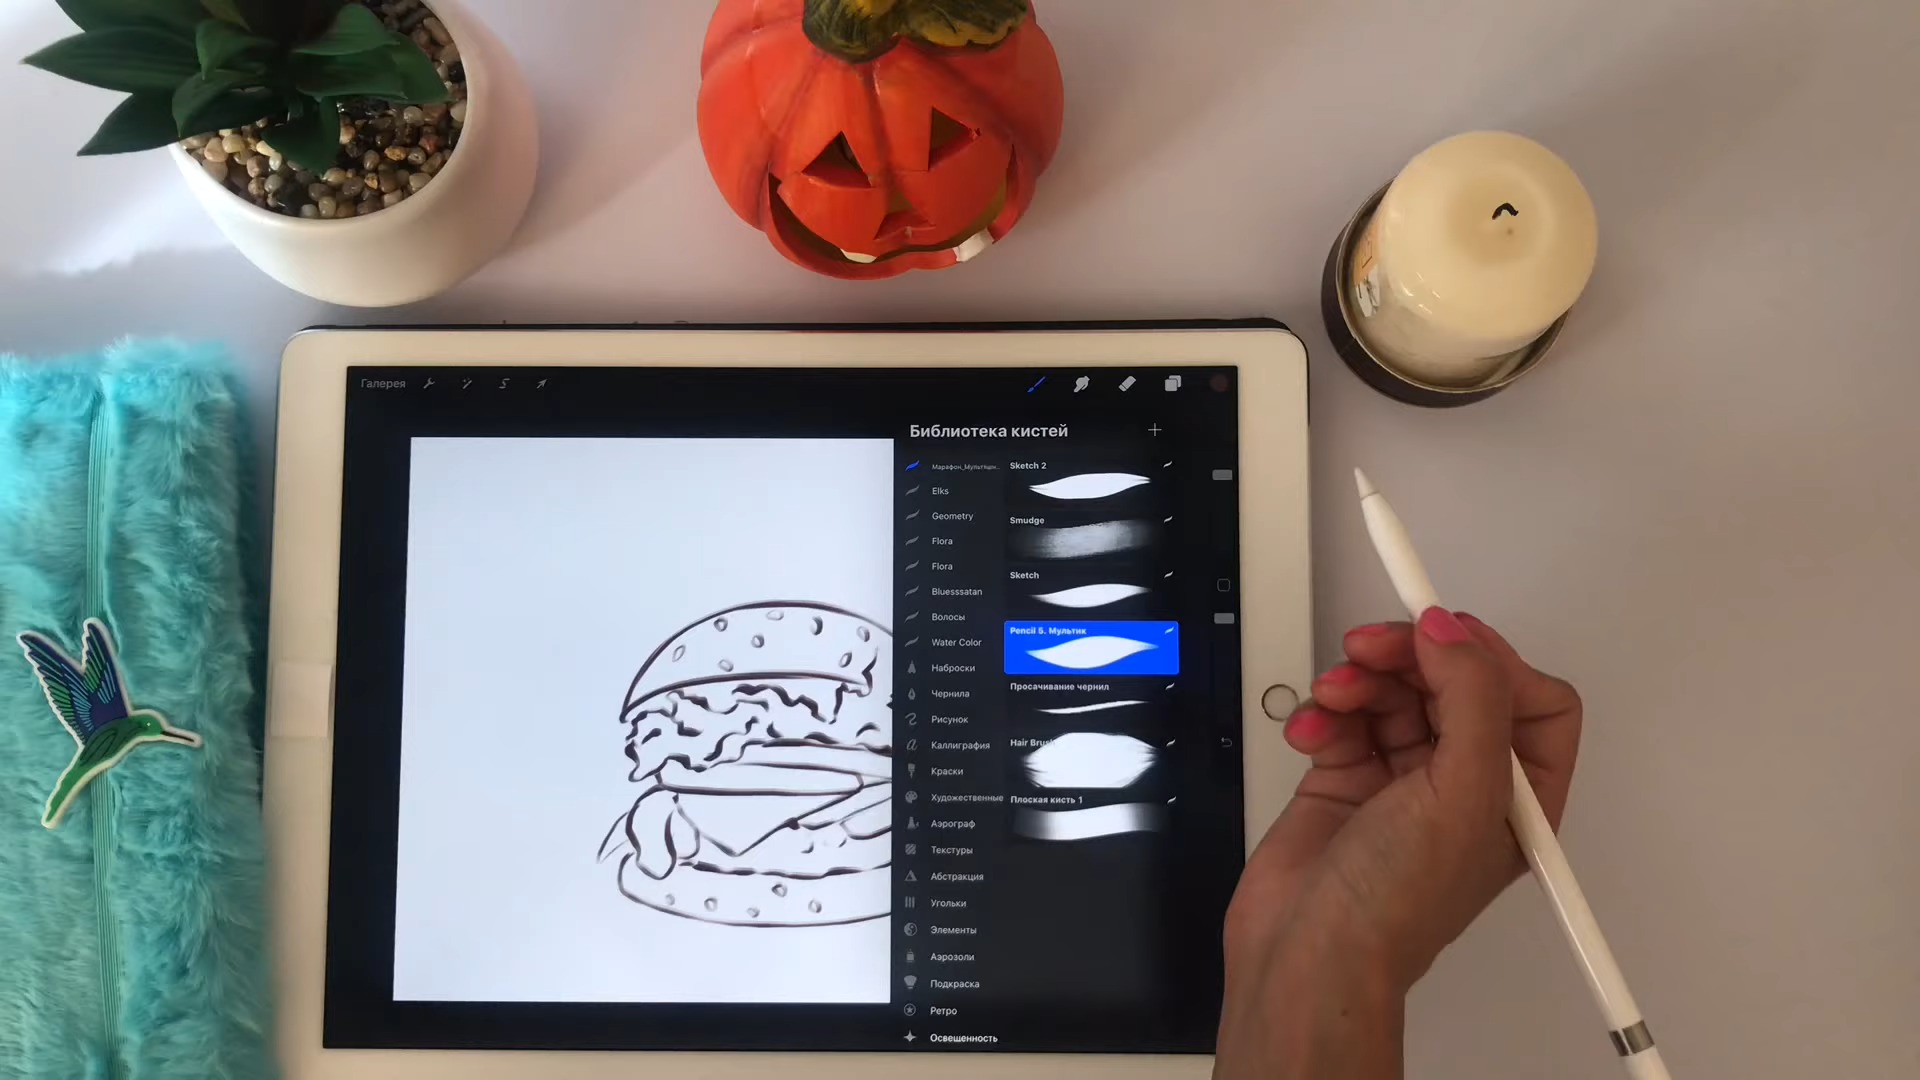 Галерея
Библиотека кистей
Elks
Geometry
Flora
Flora
Bluesssatan
Волосы
Water Color
Наброски
Чернила
Рисунок
Каллиграфия
Краски
Художественные
Аэрограф
Текстуры
Абстракция
Угольки
Элементы
Аэрозоли
Подкраска
Ретро
Освещенность
Sketch 2
Smudge
Sketch
Pencil 5. Мультик
Просачивание чернил
Hair
Плоская кисть 1